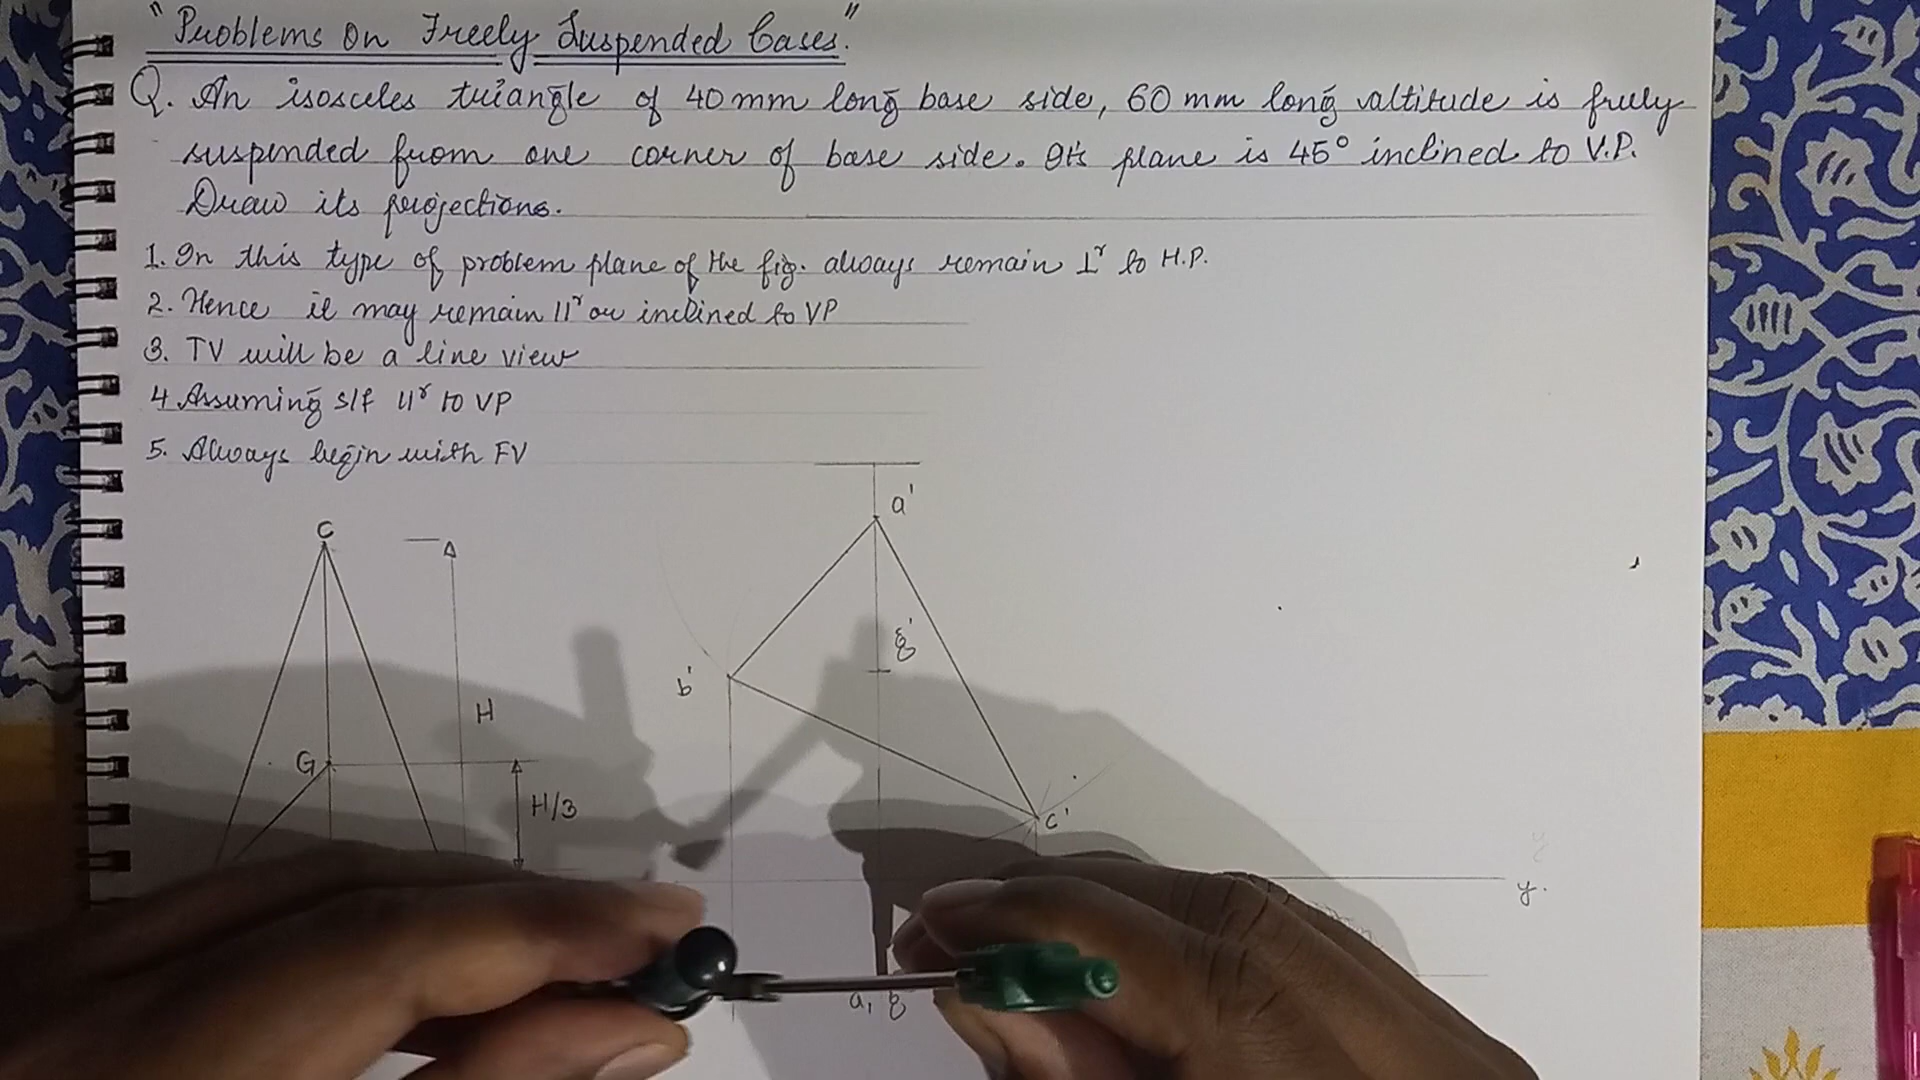 "Problems on Freely Suspended Cases."
Q. An isosceles triangle of 40mm long base side, 60 mm long altitude is freely
suspended from one corner of base side. It's plane is 45° inclined to V.P.
Draw its projections.
1. In this type of problem plane of the fig. always remain ⊥r to H.P.
2. Hence it may remain 11r or inclined to VP
3. TV will be a line view
4 Assuming s/f 11r to VP
5. Always begin with FV
a'
C
g'
b'
H
G
H/3
c'
y.
a, g